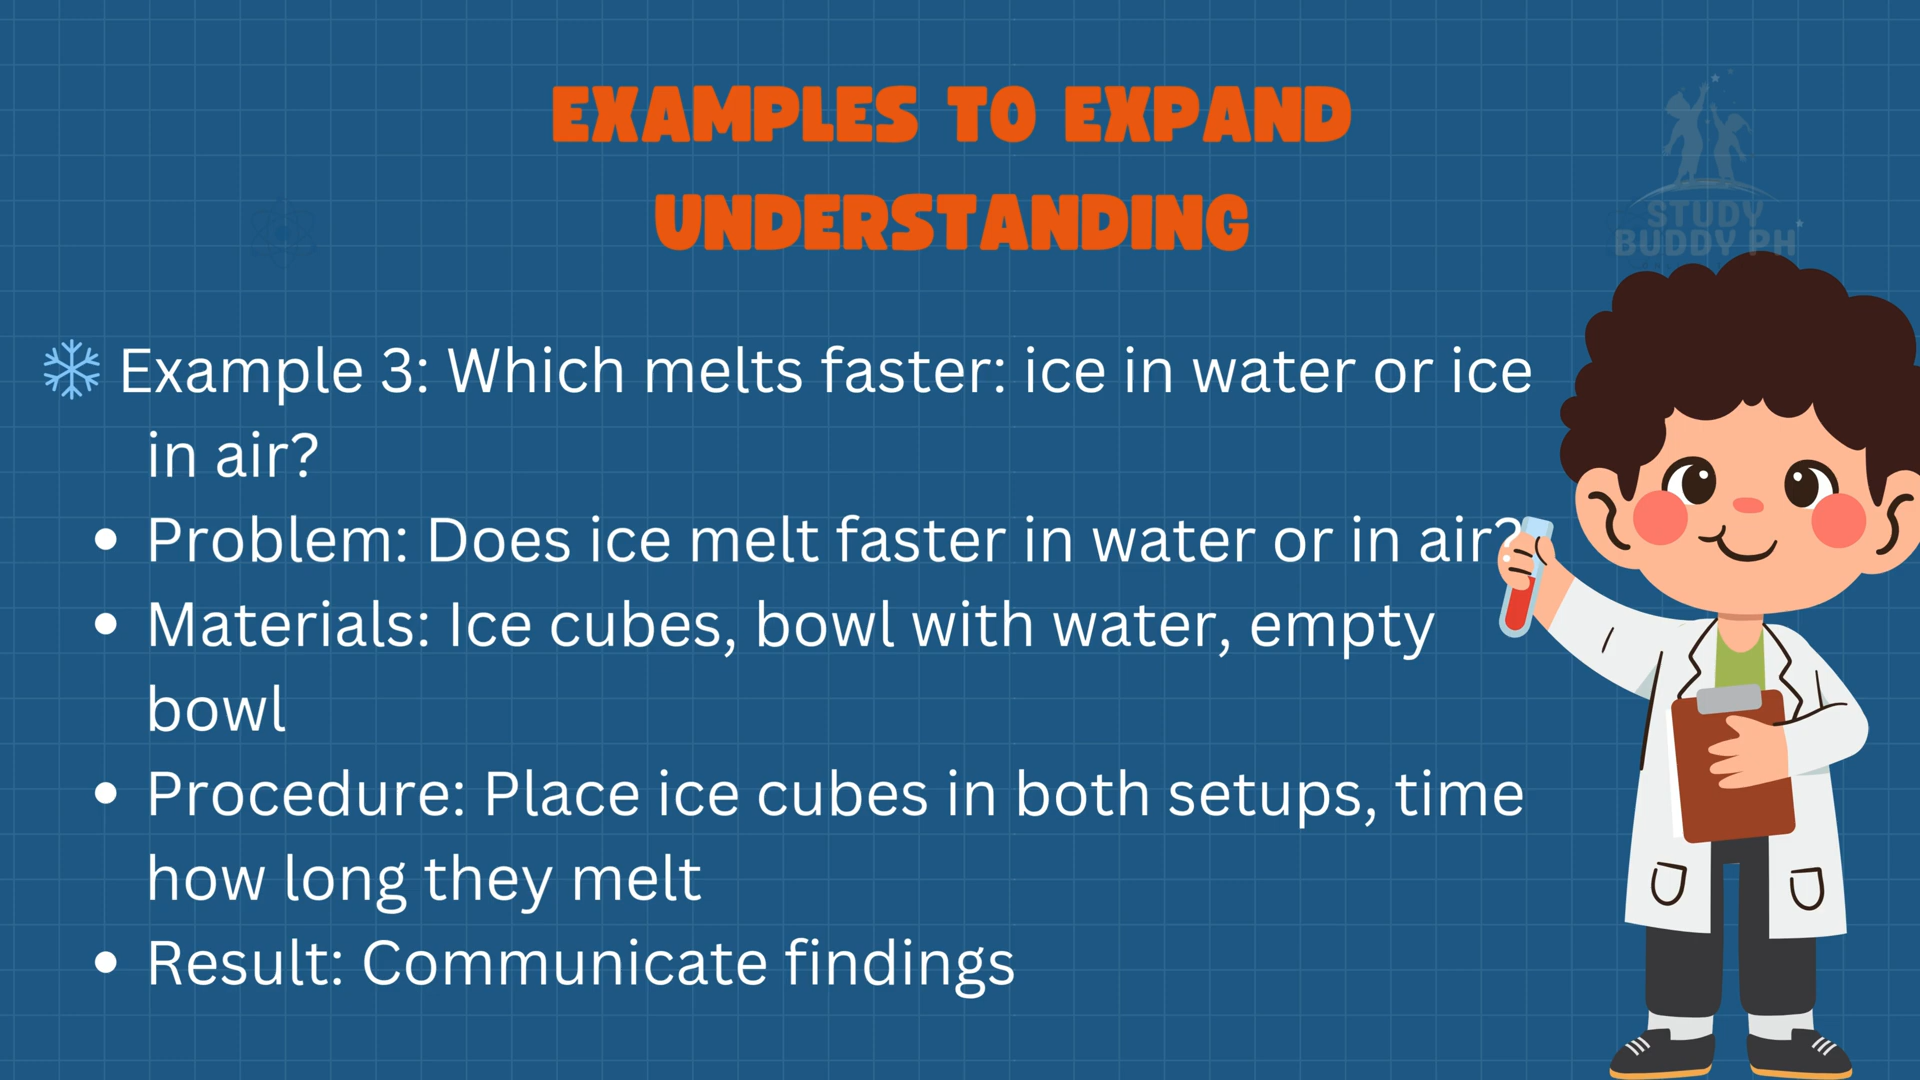 EXAMPLES TO EXPAND
UNDERSTANDING
STUDY
BUDDY PH
Example 3: Which melts faster: ice in water or ice
in air?
• Problem: Does ice melt faster in water or in air?
• Materials: Ice cubes, bowl with water, empty
bowl
• Procedure: Place ice cubes in both setups, time
how long they melt
• Result: Communicate findings